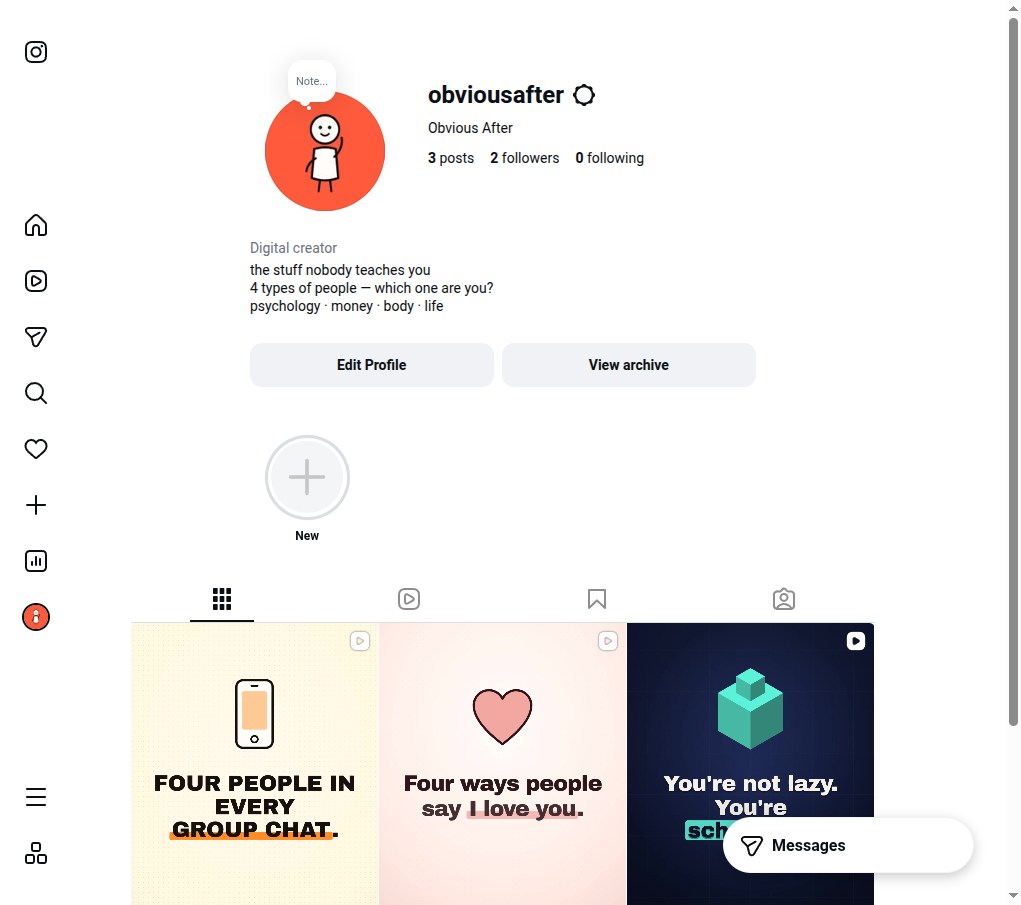 Note...
obviousafter
Obvious After
3 posts 2 followers 0 following
Digital creator
the stuff nobody teaches you
4 types of people — which one are you?
psychology · money · body · life
Edit Profile
View archive
New
FOUR PEOPLE IN
EVERY
GROUP CHAT.
Four ways people
say I love you.
You're not lazy.
You're
Messages